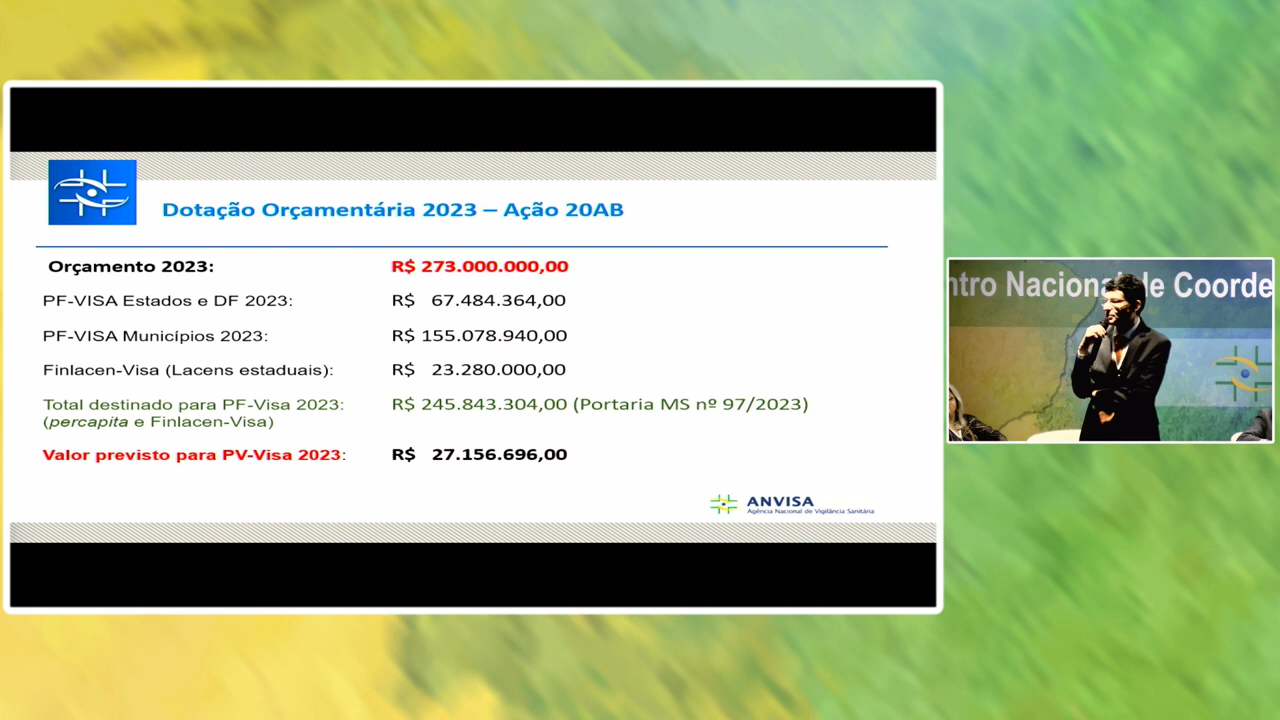 Dotação Orçamentária 2023 – Ação 20AB
Orçamento 2023: R$ 273.000.000,00
PF-VISA Estados e DF 2023: R$ 67.484.364,00
PF-VISA Municípios 2023: R$ 155.078.940,00
Finlacen-Visa (Lacens estaduais): R$ 23.280.000,00
Total destinado para PF-Visa 2023: R$ 245.843.304,00 (Portaria MS nº 97/2023)
(percapita e Finlacen-Visa)
Valor previsto para PV-Visa 2023: R$ 27.156.696,00
ANVISA
Agência Nacional de Vigilância Sanitária
ntro Nacional de Coorde